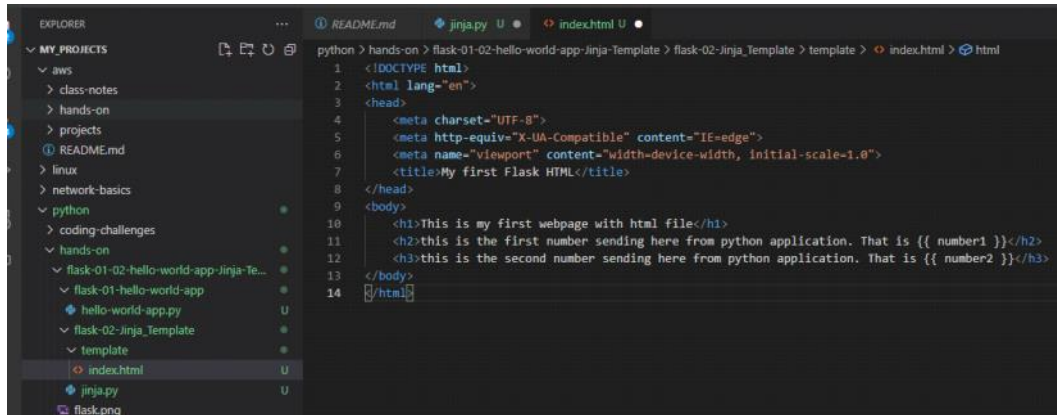 EXPLORER
MY_PROJECTS
aws
class-notes
hands-on
projects
README.md
linux
network-basics
python
coding-challenges
hands-on
flask-01-02-hello-world-app-Jinja-Te...
flask-01-hello-world-app
hello-world-app.py U
flask-02-Jinja_Template
template
index.html U
jinja.py U
flask.png
README.md jinja.py U index.html U
python > hands-on > flask-01-02-hello-world-app-Jinja-Template > flask-02-Jinja_Template > template > index.html > html
1 <!DOCTYPE html>
2 <html lang="en">
3 <head>
4 <meta charset="UTF-8">
5 <meta http-equiv="X-UA-Compatible" content="IE=edge">
6 <meta name="viewport" content="width=device-width, initial-scale=1.0">
7 <title>My first Flask HTML</title>
8 </head>
9 <body>
10 <h1>This is my first webpage with html file</h1>
11 <h2>this is the first number sending here from python application. That is {{ number1 }}</h2>
12 <h3>this is the second number sending here from python application. That is {{ number2 }}</h3>
13 </body>
14 </html>